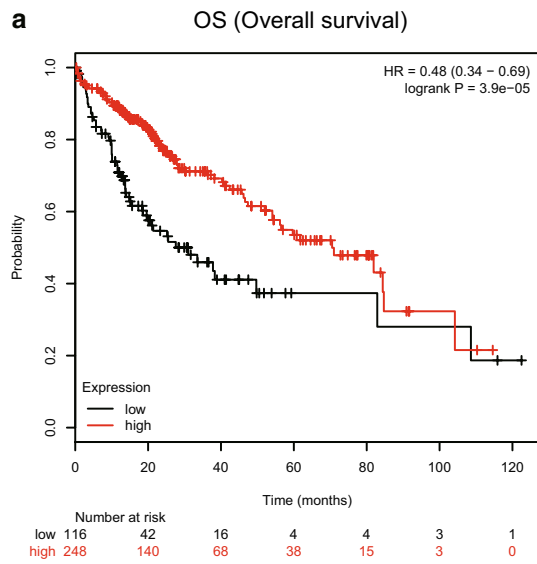 a
OS (Overall survival)
HR = 0.48 (0.34 − 0.69)
logrank P = 3.9e−05
1.0
0.8
0.6
0.4
0.2
0.0
Probability
Expression
low
high
0 20 40 60 80 100 120
Time (months)
Number at risk
low 116 42 16 4 4 3 1
high 248 140 68 38 15 3 0